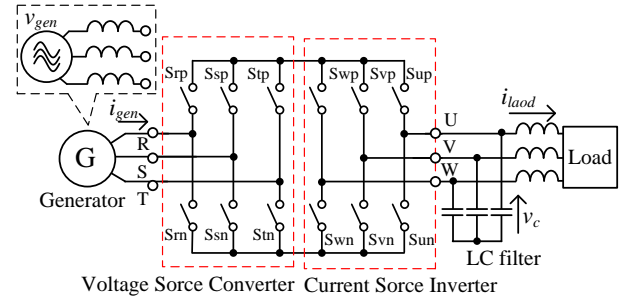 v_gen
Srp Ssp Stp Swp Svp Sup
i_gen
i_laod
R
S
T
U
V
W
G
Generator
Load
Srn Ssn Stn Swn Svn Sun
v_c
LC filter
Voltage Sorce Converter Current Sorce Inverter